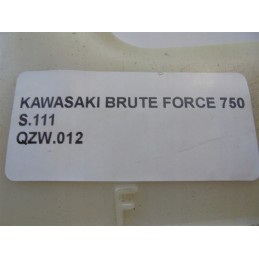 KAWASAKI BRUTE FORCE 750
S.111
QZW.012
F